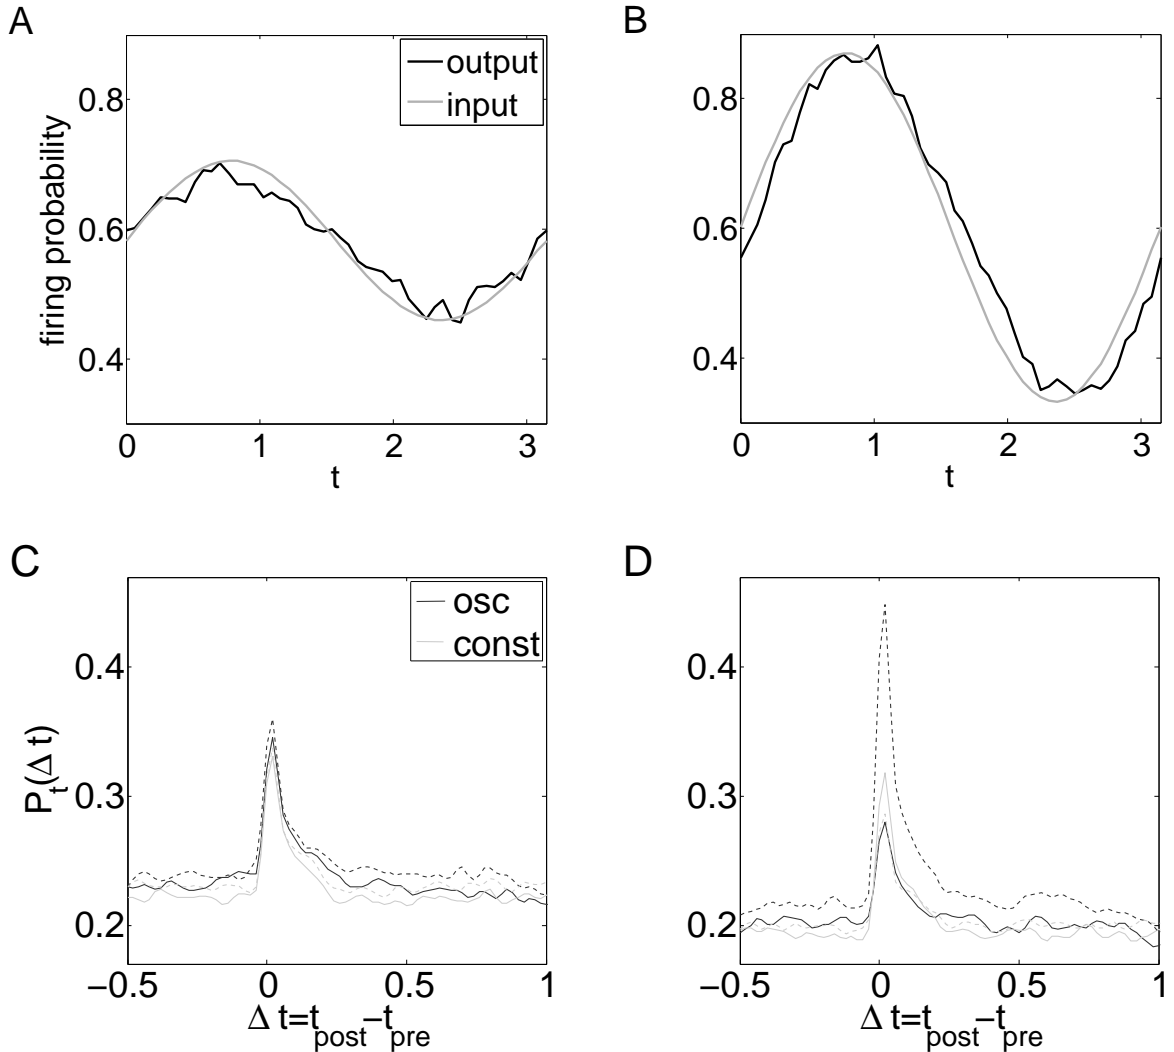 A
B
output
input
firing probability
0.8
0.6
0.4
0
1
2
3
t
0.8
0.6
0.4
0
1
2
3
t
C
D
osc
const
P_t(Δ t)
0.4
0.3
0.2
−0.5
0
0.5
1
Δ t=t_post−t_pre
0.4
0.3
0.2
−0.5
0
0.5
1
Δ t=t_post−t_pre